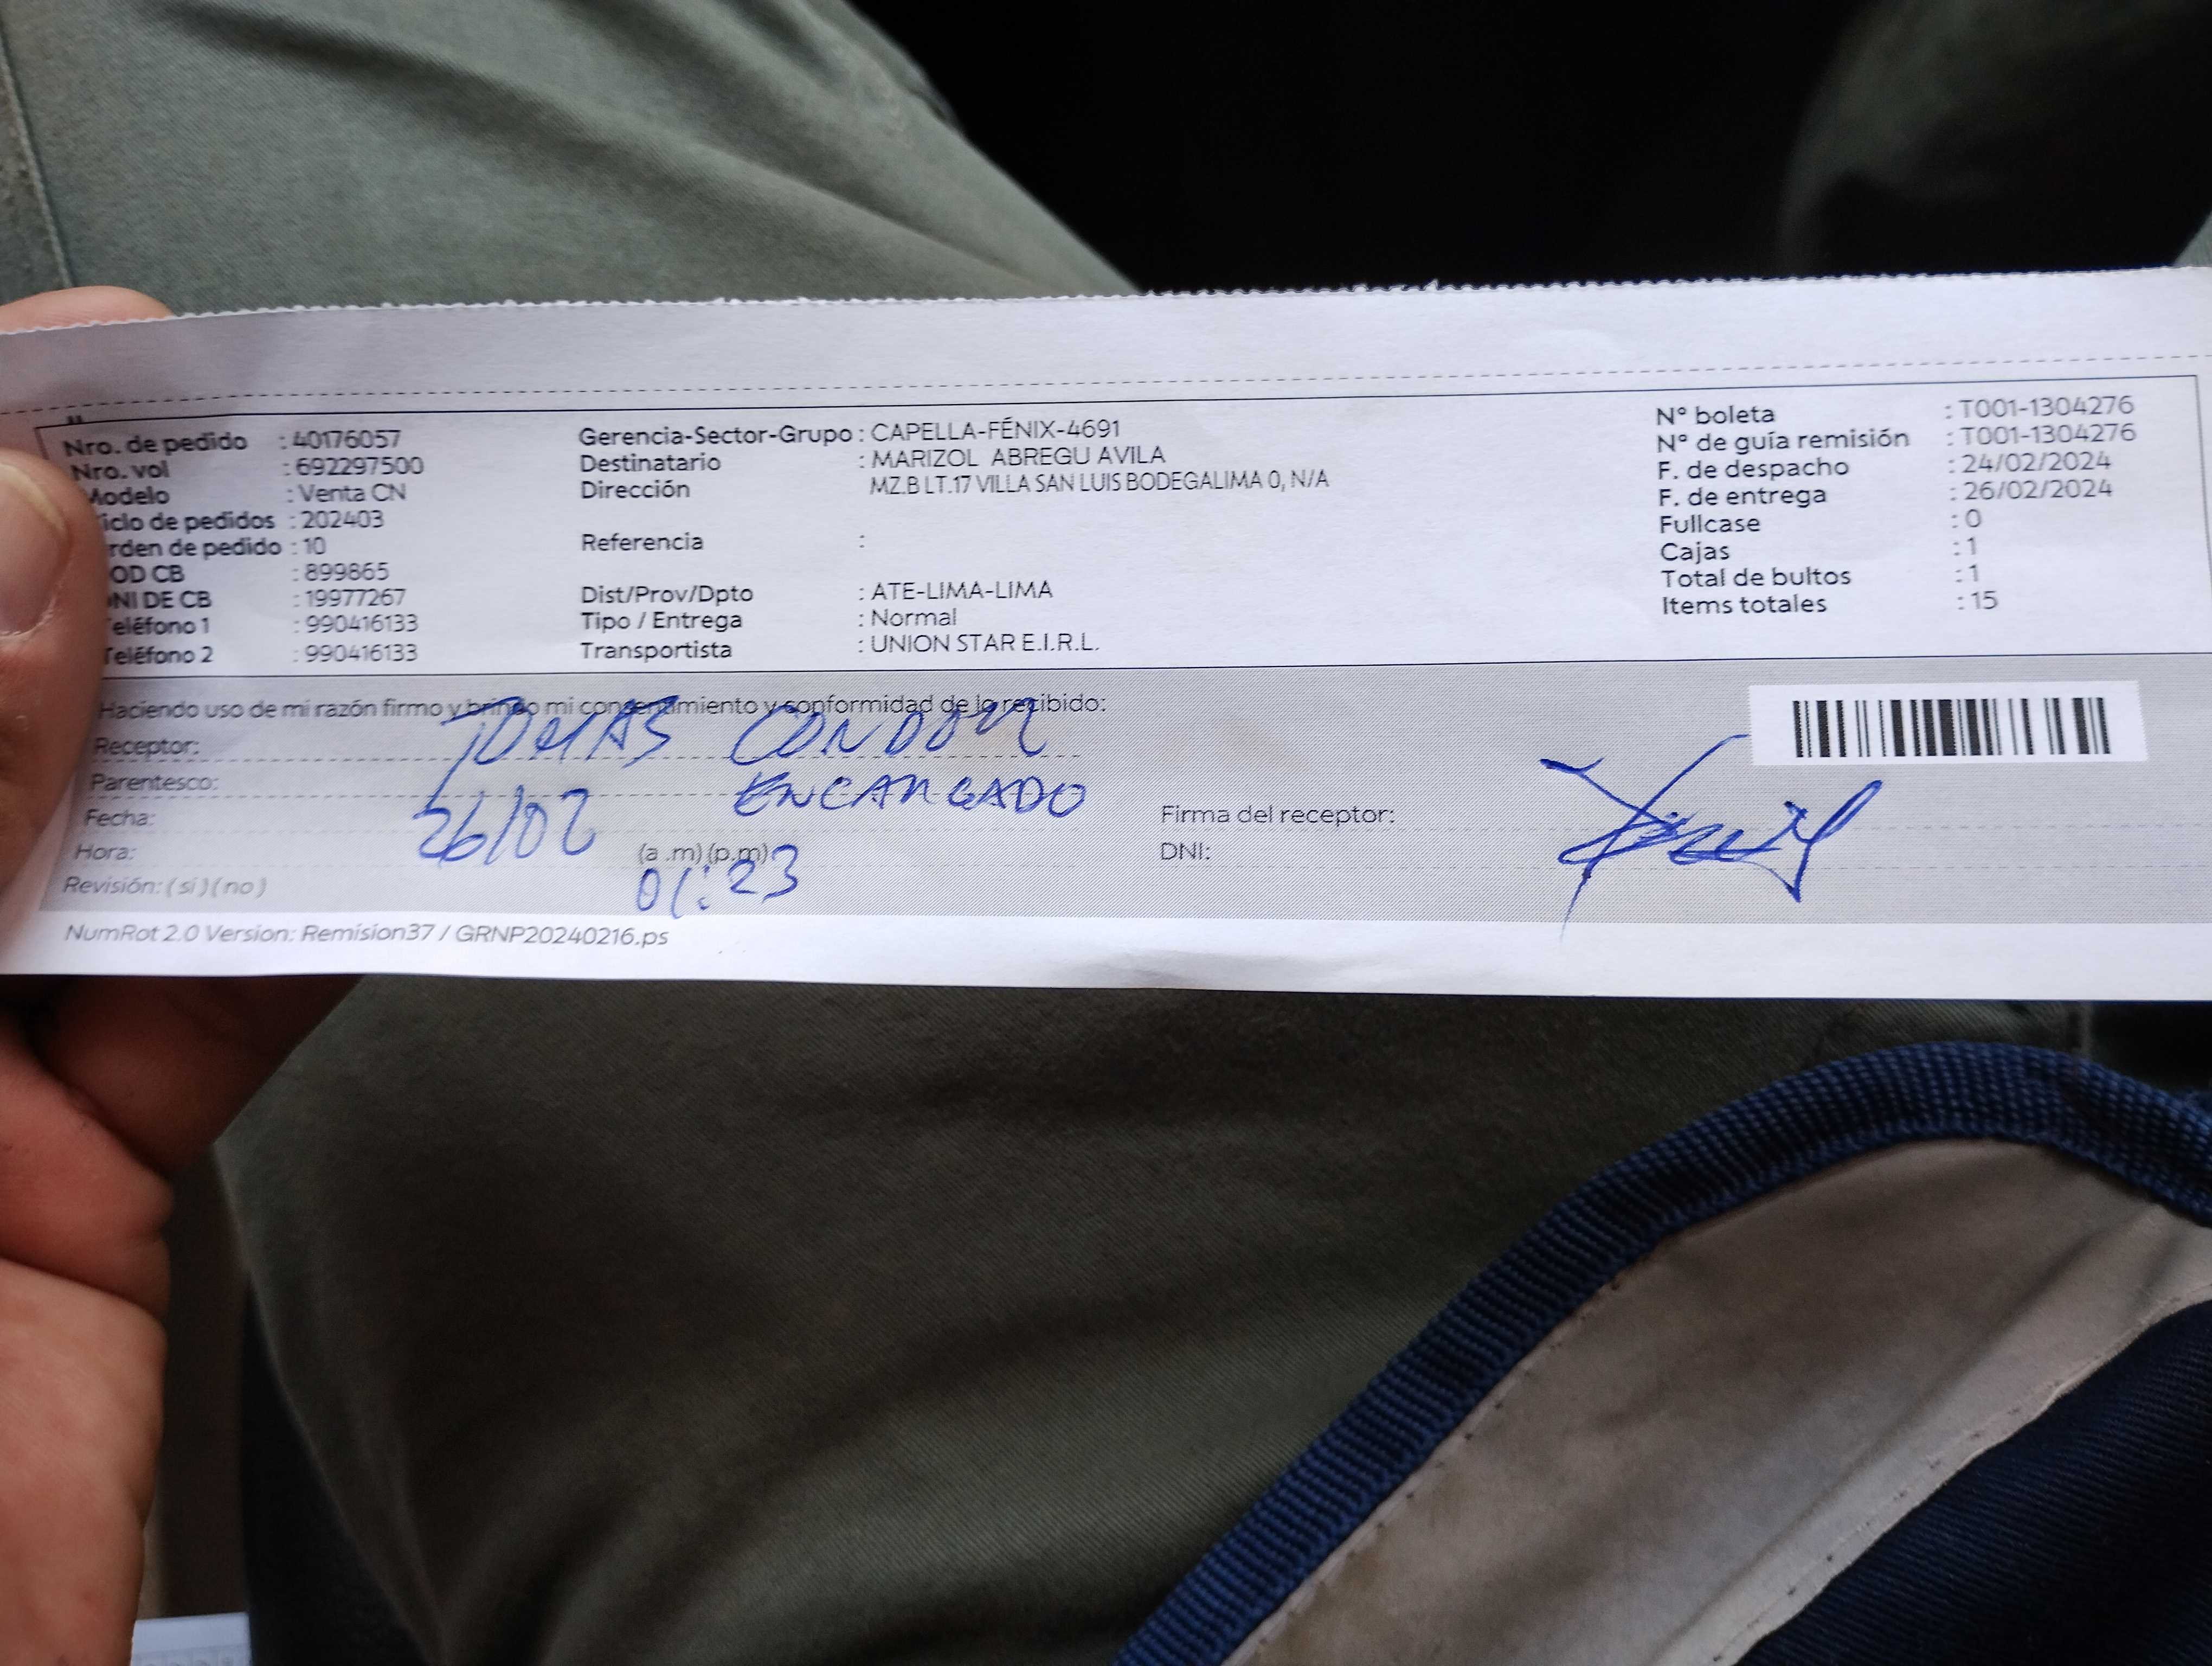 Nro. de pedido : 40176057
Nro. vol : 692297500
Modelo : Venta CN
iclo de pedidos : 202403
rden de pedido : 10
OD CB : 899865
NI DE CB : 19977267
eléfono 1 : 990416133
Teléfono 2 : 990416133
Gerencia-Sector-Grupo : CAPELLA-FÉNIX-4691
Destinatario : MARIZOL ABREGU AVILA
Dirección MZ.B LT.17 VILLA SAN LUIS BODEGALIMA 0, N/A
Referencia :
Dist/Prov/Dpto : ATE-LIMA-LIMA
Tipo / Entrega : Normal
Transportista : UNION STAR E.I.R.L.
N° boleta : T001-1304276
N° de guía remisión : T001-1304276
F. de despacho : 24/02/2024
F. de entrega : 26/02/2024
Fullcase : 0
Cajas : 1
Total de bultos : 1
Items totales : 15
Haciendo uso de mi razón firmo y brindo mi consentimiento y conformidad de lo recibido:
Receptor: TOMAS CONDOR
Parentesco: ENCARGADO
Fecha: 26/02
Hora: (a .m) (p.m) 01:23
Revisión: ( si ) ( no )
Firma del receptor:
DNI:
NumRot 2.0 Version: Remision37 / GRNP20240216.ps